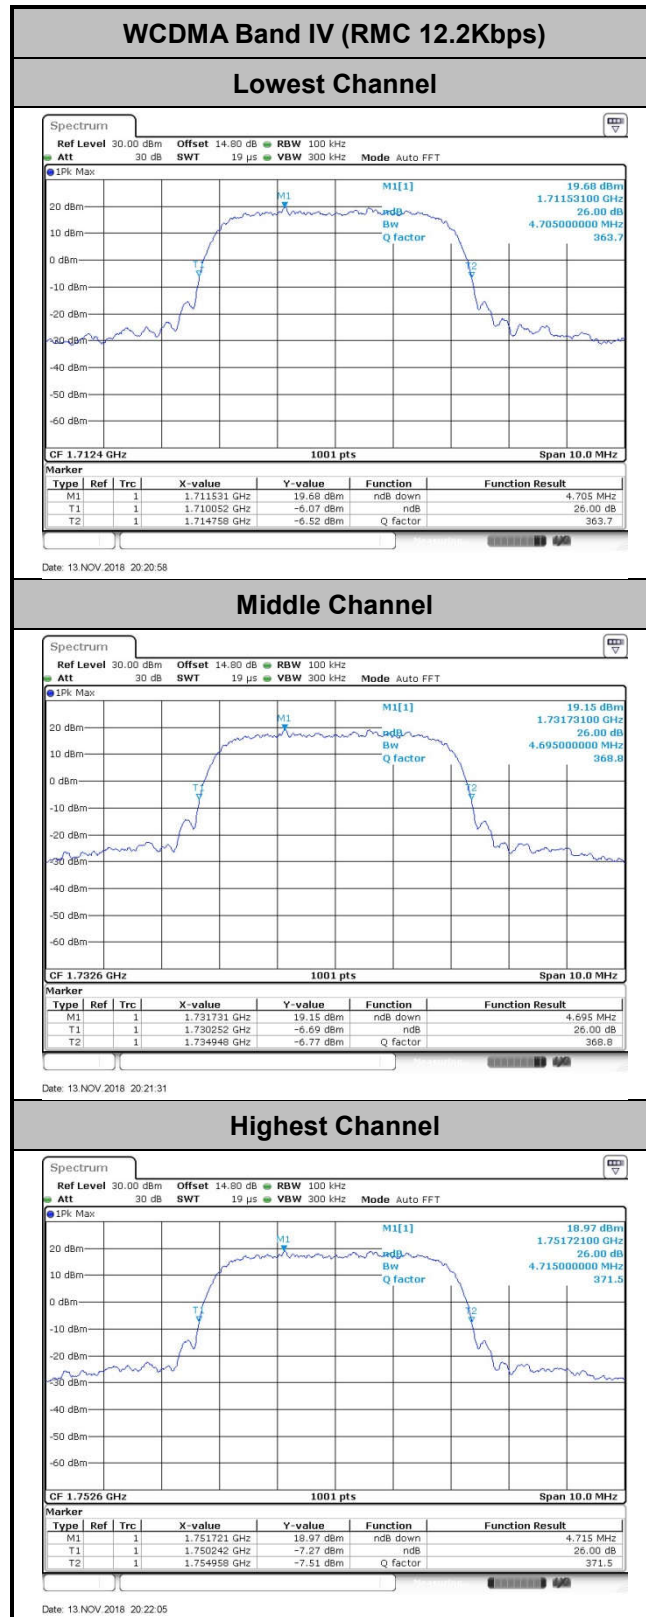 WCDMA Band IV (RMC 12.2Kbps)
Lowest Channel
Spectrum
Ref Level 30.00 dBm Offset 14.80 dB RBW 100 kHz
Att 30 dB SWT 19 µs VBW 300 kHz Mode Auto FFT
1Pk Max
M1[1] 19.68 dBm
1.71153100 GHz
ndB 26.00 dB
Bw 4.705000000 MHz
Q factor 363.7
M1
T1
T2
20 dBm
10 dBm
0 dBm
-10 dBm
-20 dBm
-30 dBm
-40 dBm
-50 dBm
-60 dBm
CF 1.7124 GHz 1001 pts Span 10.0 MHz
Marker
Type Ref Trc X-value Y-value Function Function Result
M1 1 1.711531 GHz 19.68 dBm ndB down 4.705 MHz
T1 1 1.710052 GHz -6.07 dBm ndB 26.00 dB
T2 1 1.714758 GHz -6.52 dBm Q factor 363.7
Date: 13.NOV.2018 20:20:58
Middle Channel
Spectrum
Ref Level 30.00 dBm Offset 14.80 dB RBW 100 kHz
Att 30 dB SWT 19 µs VBW 300 kHz Mode Auto FFT
1Pk Max
M1[1] 19.15 dBm
1.73173100 GHz
ndB 26.00 dB
Bw 4.695000000 MHz
Q factor 368.8
M1
T1
T2
20 dBm
10 dBm
0 dBm
-10 dBm
-20 dBm
-30 dBm
-40 dBm
-50 dBm
-60 dBm
CF 1.7326 GHz 1001 pts Span 10.0 MHz
Marker
Type Ref Trc X-value Y-value Function Function Result
M1 1 1.731731 GHz 19.15 dBm ndB down 4.695 MHz
T1 1 1.730252 GHz -6.69 dBm ndB 26.00 dB
T2 1 1.734948 GHz -6.77 dBm Q factor 368.8
Date: 13.NOV.2018 20:21:31
Highest Channel
Spectrum
Ref Level 30.00 dBm Offset 14.80 dB RBW 100 kHz
Att 30 dB SWT 19 µs VBW 300 kHz Mode Auto FFT
1Pk Max
M1[1] 18.97 dBm
1.75172100 GHz
ndB 26.00 dB
Bw 4.715000000 MHz
Q factor 371.5
M1
T1
T2
20 dBm
10 dBm
0 dBm
-10 dBm
-20 dBm
-30 dBm
-40 dBm
-50 dBm
-60 dBm
CF 1.7526 GHz 1001 pts Span 10.0 MHz
Marker
Type Ref Trc X-value Y-value Function Function Result
M1 1 1.751721 GHz 18.97 dBm ndB down 4.715 MHz
T1 1 1.750242 GHz -7.27 dBm ndB 26.00 dB
T2 1 1.754958 GHz -7.51 dBm Q factor 371.5
Date: 13.NOV.2018 20:22:05